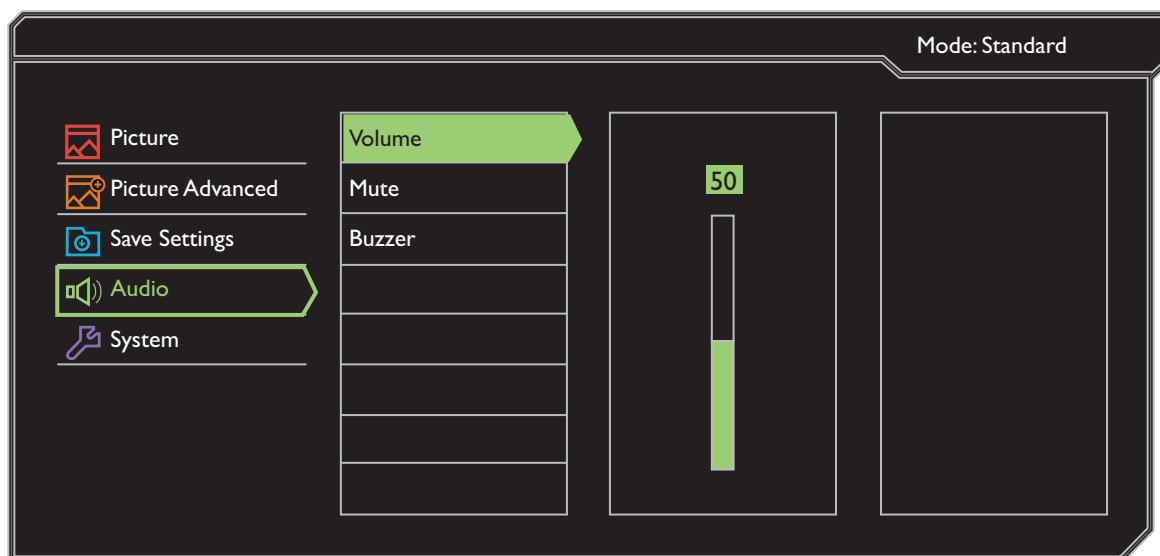 Mode: Standard
Picture
Picture Advanced
Save Settings
Audio
System
Volume
Mute
Buzzer
50